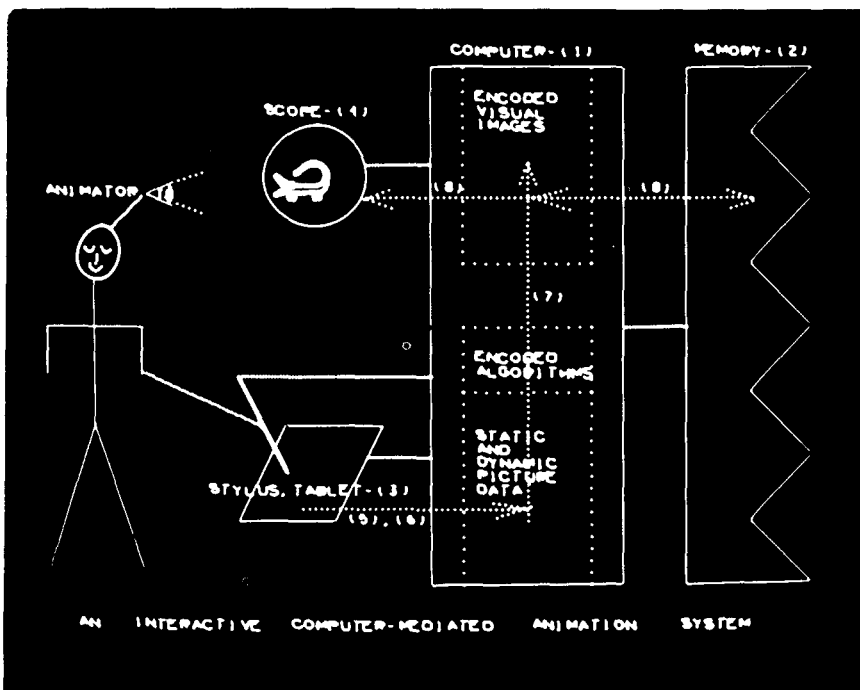 COMPUTER-(1)
MEMORY-(2)
ENCODED
VISUAL
IMAGES
SCOPE-(4)
ANIMATOR
(8)
(8)
(7)
ENCODED
ALGORITHMS
STATIC
AND
DYNAMIC
PICTURE
DATA
STYLUS, TABLET-(3)
(5),(6)
AN INTERACTIVE COMPUTER-MEDIATED ANIMATION SYSTEM